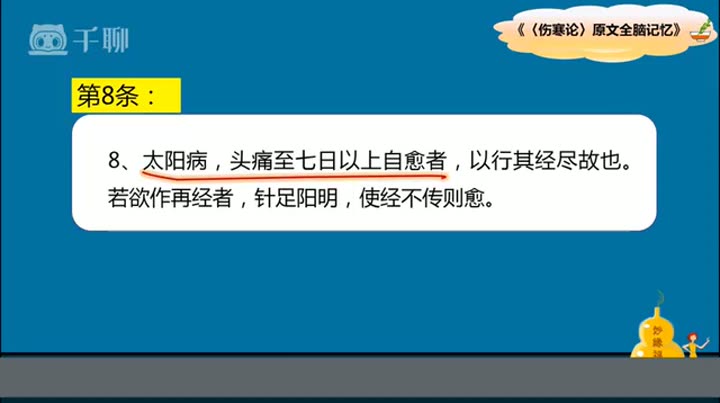 千聊
《〈伤寒论〉原文全脑记忆》
第8条：
8、太阳病，头痛至七日以上自愈者，以行其经尽故也。
若欲作再经者，针足阳明，使经不传则愈。